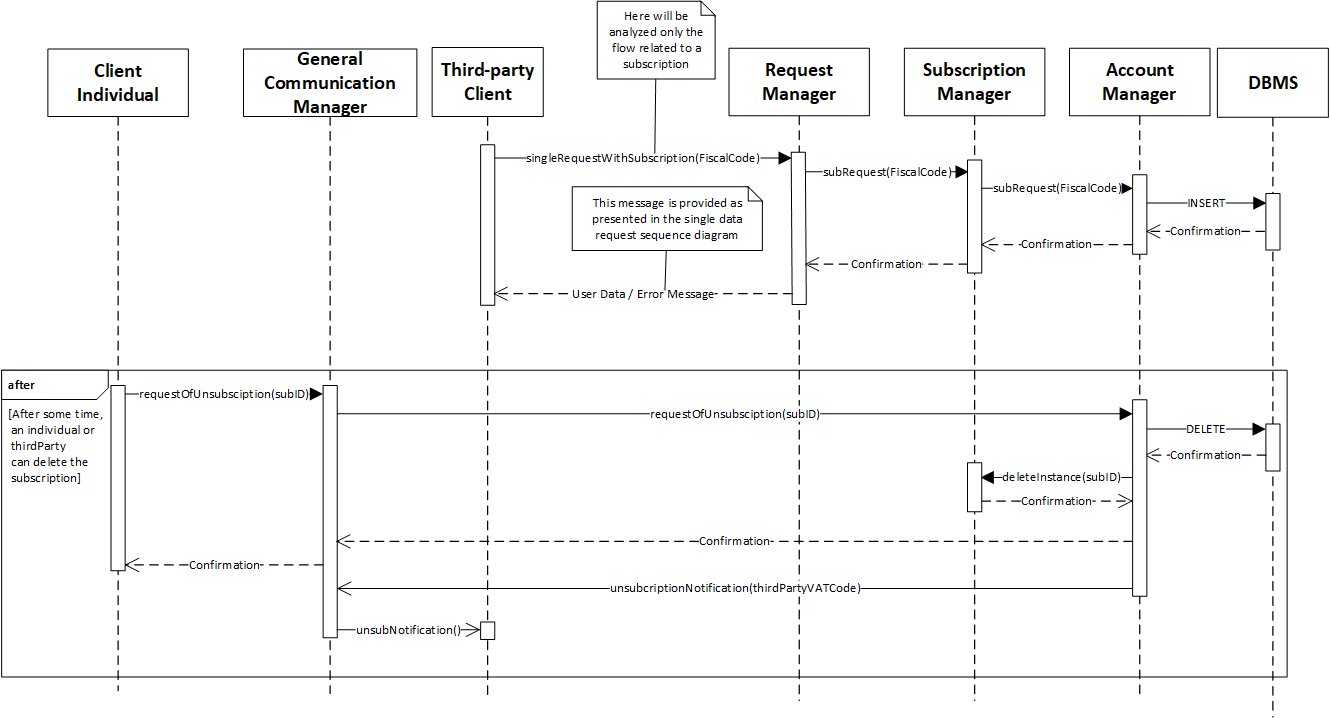 Here will be
analyzed only the
flow related to a
subscription
Client
Individual
General
Communication
Manager
Third-party
Client
Request
Manager
Subscription
Manager
Account
Manager
DBMS
singleRequestWithSubscription(FiscalCode)
subRequest(FiscalCode)
subRequest(FiscalCode)
INSERT
This message is provided as
presented in the single data
request sequence diagram
Confirmation
Confirmation
Confirmation
User Data / Error Message
after
[After some time,
an individual or
thirdParty
can delete the
subscription]
requestOfUnsubsciption(subID)
requestOfUnsubsciption(subID)
DELETE
Confirmation
deleteInstance(subID)
Confirmation
Confirmation
Confirmation
unsubcriptionNotification(thirdPartyVATCode)
unsubNotification()